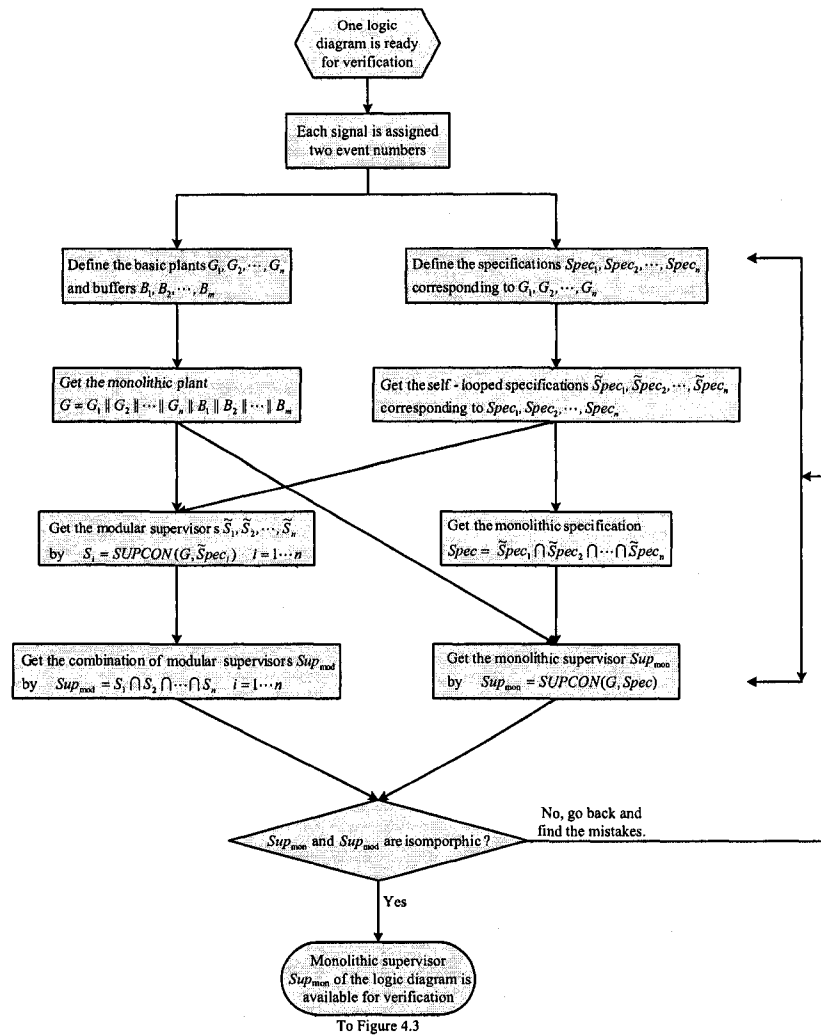 One logic
diagram is ready
for verification
Each signal is assigned
two event numbers
Define the basic plants G₁, G₂, ⋯, Gₙ
and buffers B₁, B₂, ⋯, Bₘ
Define the specifications Spec₁, Spec₂, ⋯, Specₙ
corresponding to G₁, G₂, ⋯, Gₙ
Get the monolithic plant
G = G₁ || G₂ || ⋯ || Gₙ || B₁ || B₂ || ⋯ || Bₘ
Get the self - looped specifications S̃pec₁, S̃pec₂, ⋯, S̃pecₙ
corresponding to Spec₁, Spec₂, ⋯, Specₙ
Get the modular supervisors S̃₁, S̃₂, ⋯, S̃ₙ
by Sᵢ = SUPCON(G, S̃pecᵢ) i = 1⋯n
Get the monolithic specification
Spec = S̃pec₁ ⋂ S̃pec₂ ⋂ ⋯ ⋂ S̃pecₙ
Get the combination of modular supervisors Sup_mod
by Sup_mod = S₁ ⋂ S₂ ⋂ ⋯ ⋂ Sₙ i = 1⋯n
Get the monolithic supervisor Sup_mon
by Sup_mon = SUPCON(G, Spec)
No, go back and
find the mistakes.
Sup_mon and Sup_mod are isomporphic ?
Yes
Monolithic supervisor
Sup_mon of the logic diagram is
available for verification
To Figure 4.3